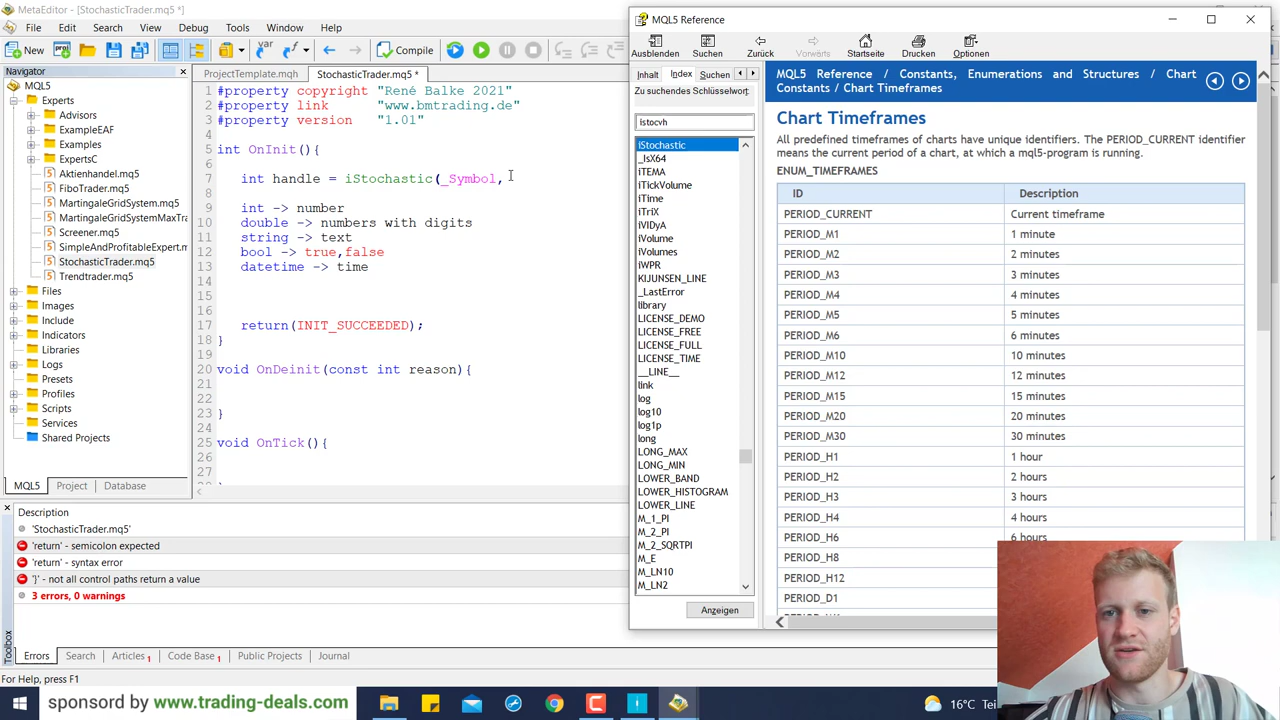 MetaEditor - [StochasticTrader.mq5 *]
File Edit Search View Debug Tools Window Help
New Compile
Navigator
MQL5
Experts
Advisors
ExampleEAF
Examples
ExpertsC
Aktienhandel.mq5
FiboTrader.mq5
MartingaleGridSystem.mq5
MartingaleGridSystemMaxTra
Screener.mq5
SimpleAndProfitableExpert.m
StochasticTrader.mq5
Trendtrader.mq5
Files
Images
Include
Indicators
Libraries
Logs
Presets
Profiles
Scripts
Services
Shared Projects
MQL5 Project Database
ProjectTemplate.mqh StochasticTrader.mq5 *
1 #property copyright "René Balke 2021"
2 #property link "www.bmtrading.de"
3 #property version "1.01"
4
5 int OnInit(){
6
7 int handle = iStochastic(_Symbol,
8
9 int -> number
10 double -> numbers with digits
11 string -> text
12 bool -> true,false
13 datetime -> time
14
15
16
17 return(INIT_SUCCEEDED);
18 }
19
20 void OnDeinit(const int reason){
21
22
23 }
24
25 void OnTick(){
26
27
MQL5 Reference
Ausblenden Suchen Zurück Vorwärts Startseite Drucken Optionen
Inhalt Index Suchen
Zu suchendes Schlüsselwort:
istocvh
iStochastic
_IsX64
iTEMA
iTickVolume
iTime
iTriX
iVIDyA
iVolume
iVolumes
iWPR
KIJUNSEN_LINE
_LastError
library
LICENSE_DEMO
LICENSE_FREE
LICENSE_FULL
LICENSE_TIME
__LINE__
link
log
log10
log1p
long
LONG_MAX
LONG_MIN
LOWER_BAND
LOWER_HISTOGRAM
LOWER_LINE
M_1_PI
M_2_PI
M_2_SQRTPI
M_E
M_LN10
M_LN2
Anzeigen
MQL5 Reference / Constants, Enumerations and Structures / Chart
Constants / Chart Timeframes
Chart Timeframes
All predefined timeframes of charts have unique identifiers. The PERIOD_CURRENT identifier
means the current period of a chart, at which a mql5-program is running.
ENUM_TIMEFRAMES
ID Description
PERIOD_CURRENT Current timeframe
PERIOD_M1 1 minute
PERIOD_M2 2 minutes
PERIOD_M3 3 minutes
PERIOD_M4 4 minutes
PERIOD_M5 5 minutes
PERIOD_M6 6 minutes
PERIOD_M10 10 minutes
PERIOD_M12 12 minutes
PERIOD_M15 15 minutes
PERIOD_M20 20 minutes
PERIOD_M30 30 minutes
PERIOD_H1 1 hour
PERIOD_H2 2 hours
PERIOD_H3 3 hours
PERIOD_H4 4 hours
PERIOD_H6 6 hours
PERIOD_H8
PERIOD_H12
PERIOD_D1
Description
'StochasticTrader.mq5'
'return' - semicolon expected
'return' - syntax error
'}' - not all control paths return a value
3 errors, 0 warnings
Toolbox
Errors Search Articles 1 Code Base 1 Public Projects Journal
For Help, press F1
sponsord by www.trading-deals.com
16°C Tei